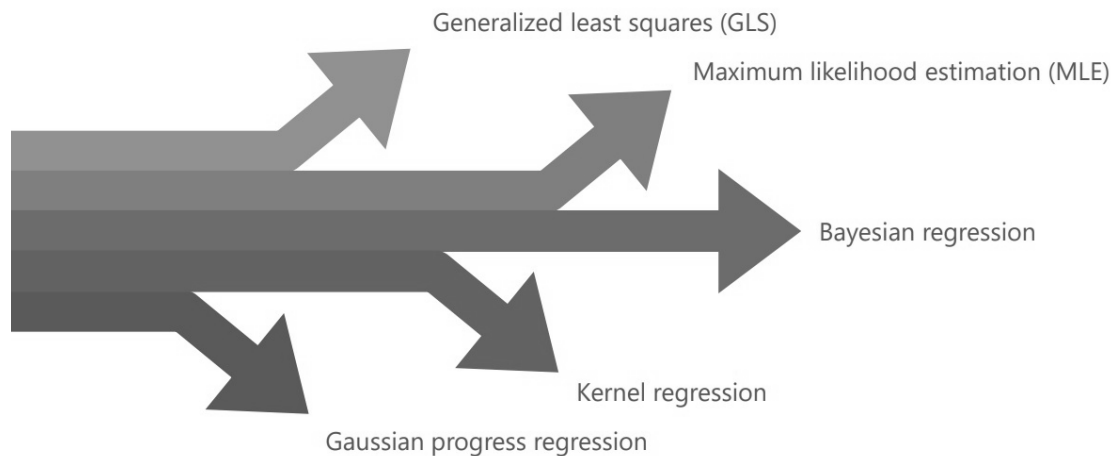 Generalized least squares (GLS)
Maximum likelihood estimation (MLE)
Bayesian regression
Kernel regression
Gaussian progress regression